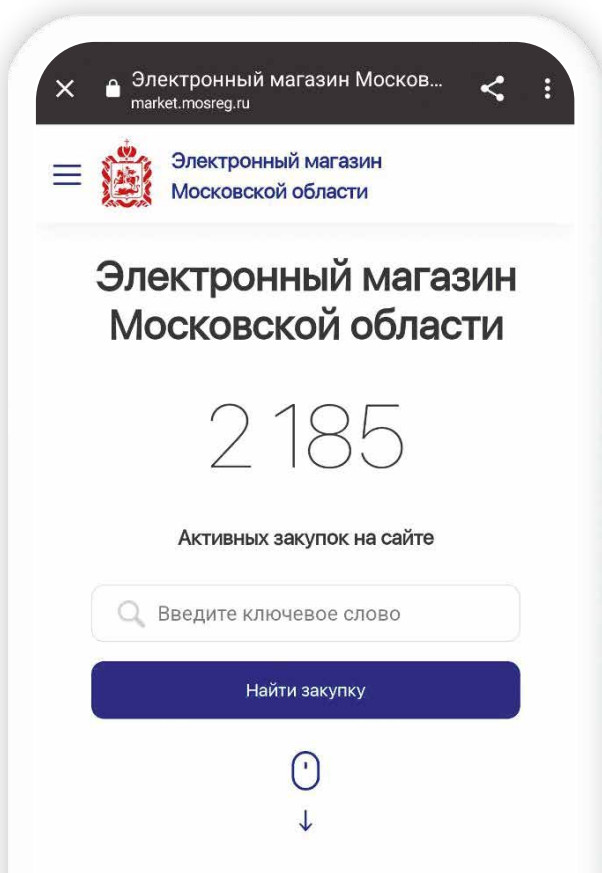 Электронный магазин Москов...
market.mosreg.ru
Электронный магазин
Московской области
Электронный магазин
Московской области
2 185
Активных закупок на сайте
Введите ключевое слово
Найти закупку